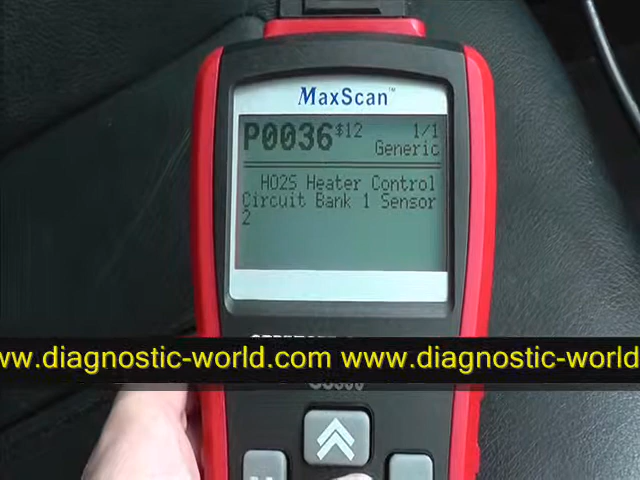 MaxScan™
P0036 $12 1/1
Generic
HO2S Heater Control
Circuit Bank 1 Sensor
2
www.diagnostic-world.com www.diagnostic-world